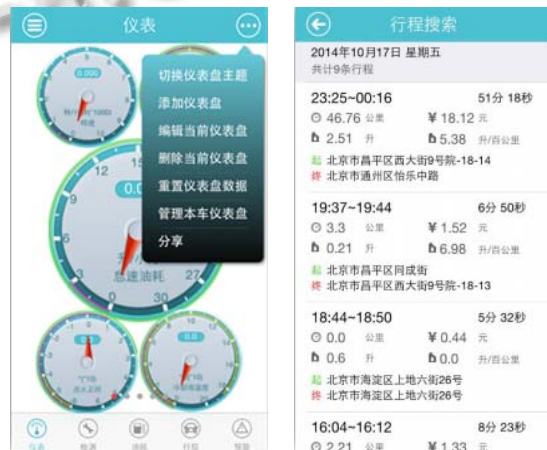 仪表
切换仪表盘主题
添加仪表盘
编辑当前仪表盘
删除当前仪表盘
重置仪表盘数据
管理本车仪表盘
分享
0.000
12
15
9
6
3
0
30
27
怠速油耗
0.0
仪表
检测
油耗
行程
行程搜索
2014年10月17日 星期五
共计9条行程
23:25~00:16 51分 18秒
46.76 公里 ¥ 18.12 元
2.51 升 5.38 升/百公里
起 北京市昌平区西大街9号院-18-14
终 北京市通州区怡乐中路
19:37~19:44 6分 50秒
3.3 公里 ¥ 1.52 元
0.21 升 6.98 升/百公里
起 北京市昌平区同成街
终 北京市昌平区西大街9号院-18-13
18:44~18:50 5分 32秒
0.0 公里 ¥ 0.44 元
0.6 升 0.0 升/百公里
起 北京市海淀区上地六街26号
终 北京市海淀区上地六街26号
16:04~16:12 8分 23秒
2.21 公里 ¥ 1.33 元